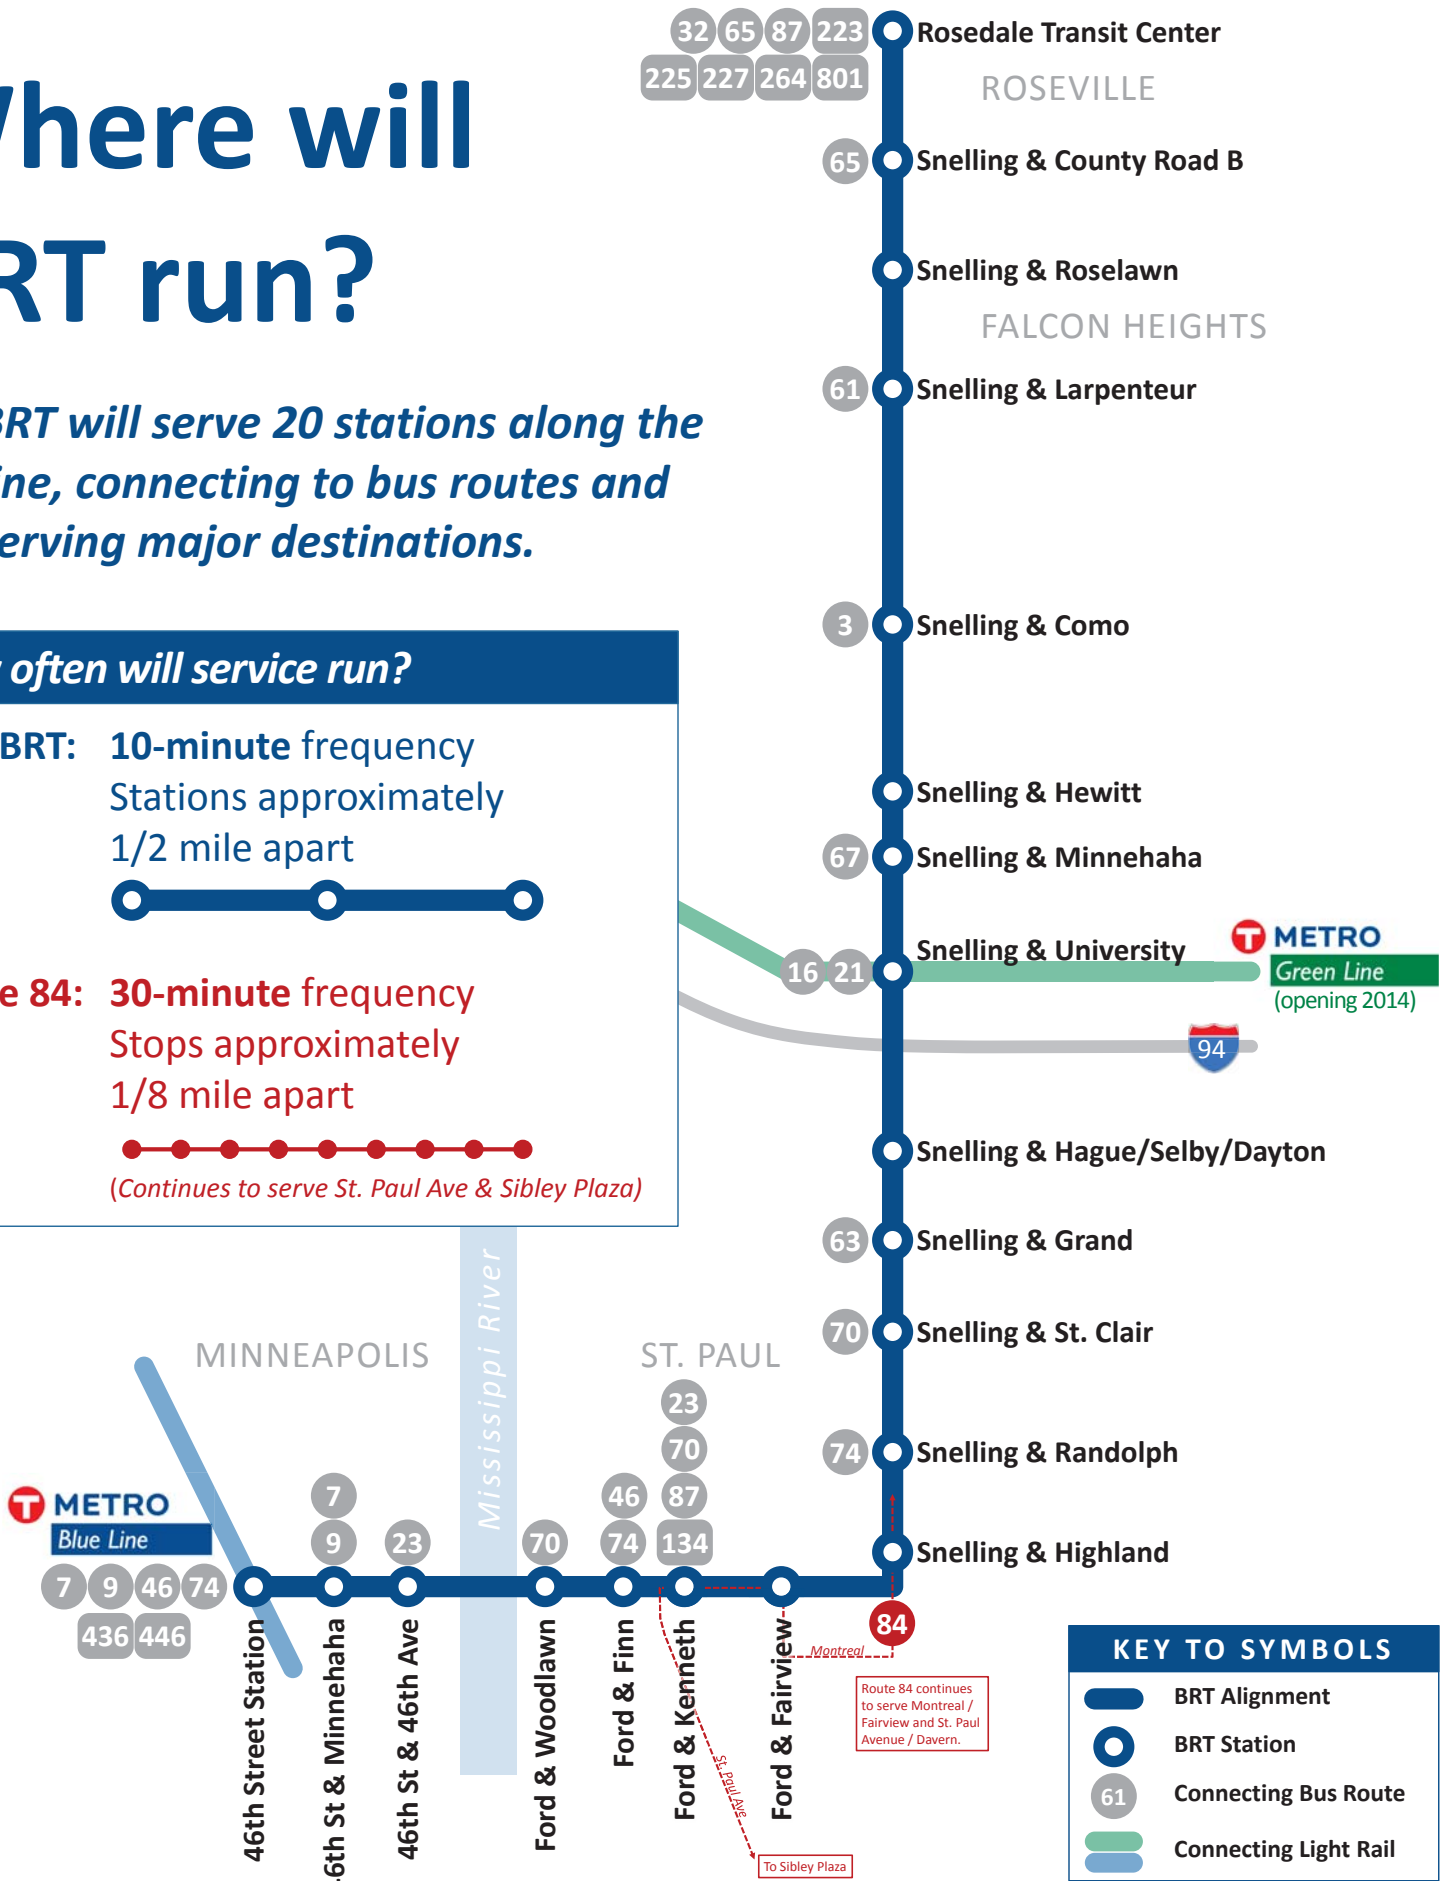 Where will
RT run?
BRT will serve 20 stations along the
ine, connecting to bus routes and
erving major destinations.
often will service run?
BRT: 10-minute frequency
Stations approximately
1/2 mile apart
e 84: 30-minute frequency
Stops approximately
1/8 mile apart
(Continues to serve St. Paul Ave & Sibley Plaza)
32 65 87 223
225 227 264 801
Rosedale Transit Center
ROSEVILLE
65 Snelling & County Road B
Snelling & Roselawn
FALCON HEIGHTS
61 Snelling & Larpenteur
3 Snelling & Como
Snelling & Hewitt
67 Snelling & Minnehaha
Snelling & University
16 21
T METRO
Green Line
(opening 2014)
94
Snelling & Hague/Selby/Dayton
63 Snelling & Grand
70 Snelling & St. Clair
74 Snelling & Randolph
Snelling & Highland
MINNEAPOLIS
Mississippi River
ST. PAUL
T METRO
Blue Line
7 9 46 74
436 446
7
9
23
70
46
74
23
70
87
134
84
46th Street Station
6th St & Minnehaha
46th St & 46th Ave
Ford & Woodlawn
Ford & Finn
Ford & Kenneth
Ford & Fairview
Montreal
St. Paul Ave
To Sibley Plaza
Route 84 continues
to serve Montreal /
Fairview and St. Paul
Avenue / Davern.
KEY TO SYMBOLS
BRT Alignment
BRT Station
61 Connecting Bus Route
Connecting Light Rail